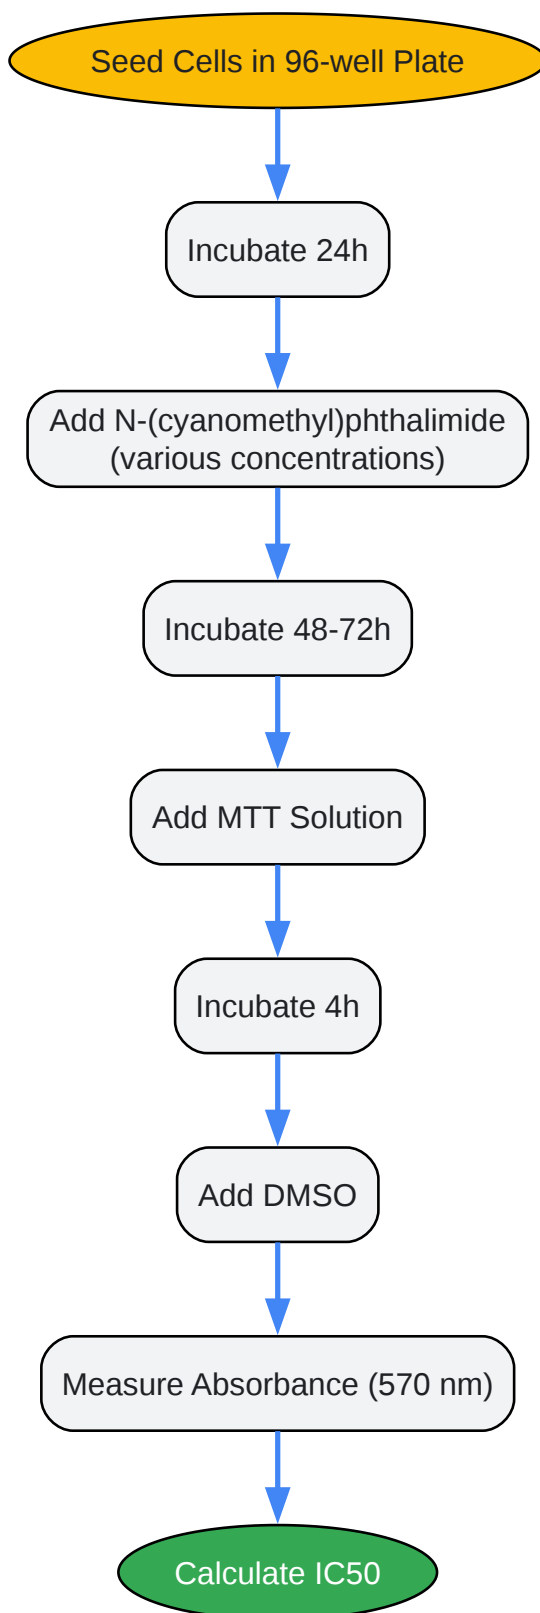 Seed Cells in 96-well Plate
Incubate 24h
Add N-(cyanomethyl)phthalimide
(various concentrations)
Incubate 48-72h
Add MTT Solution
Incubate 4h
Add DMSO
Measure Absorbance (570 nm)
Calculate IC50